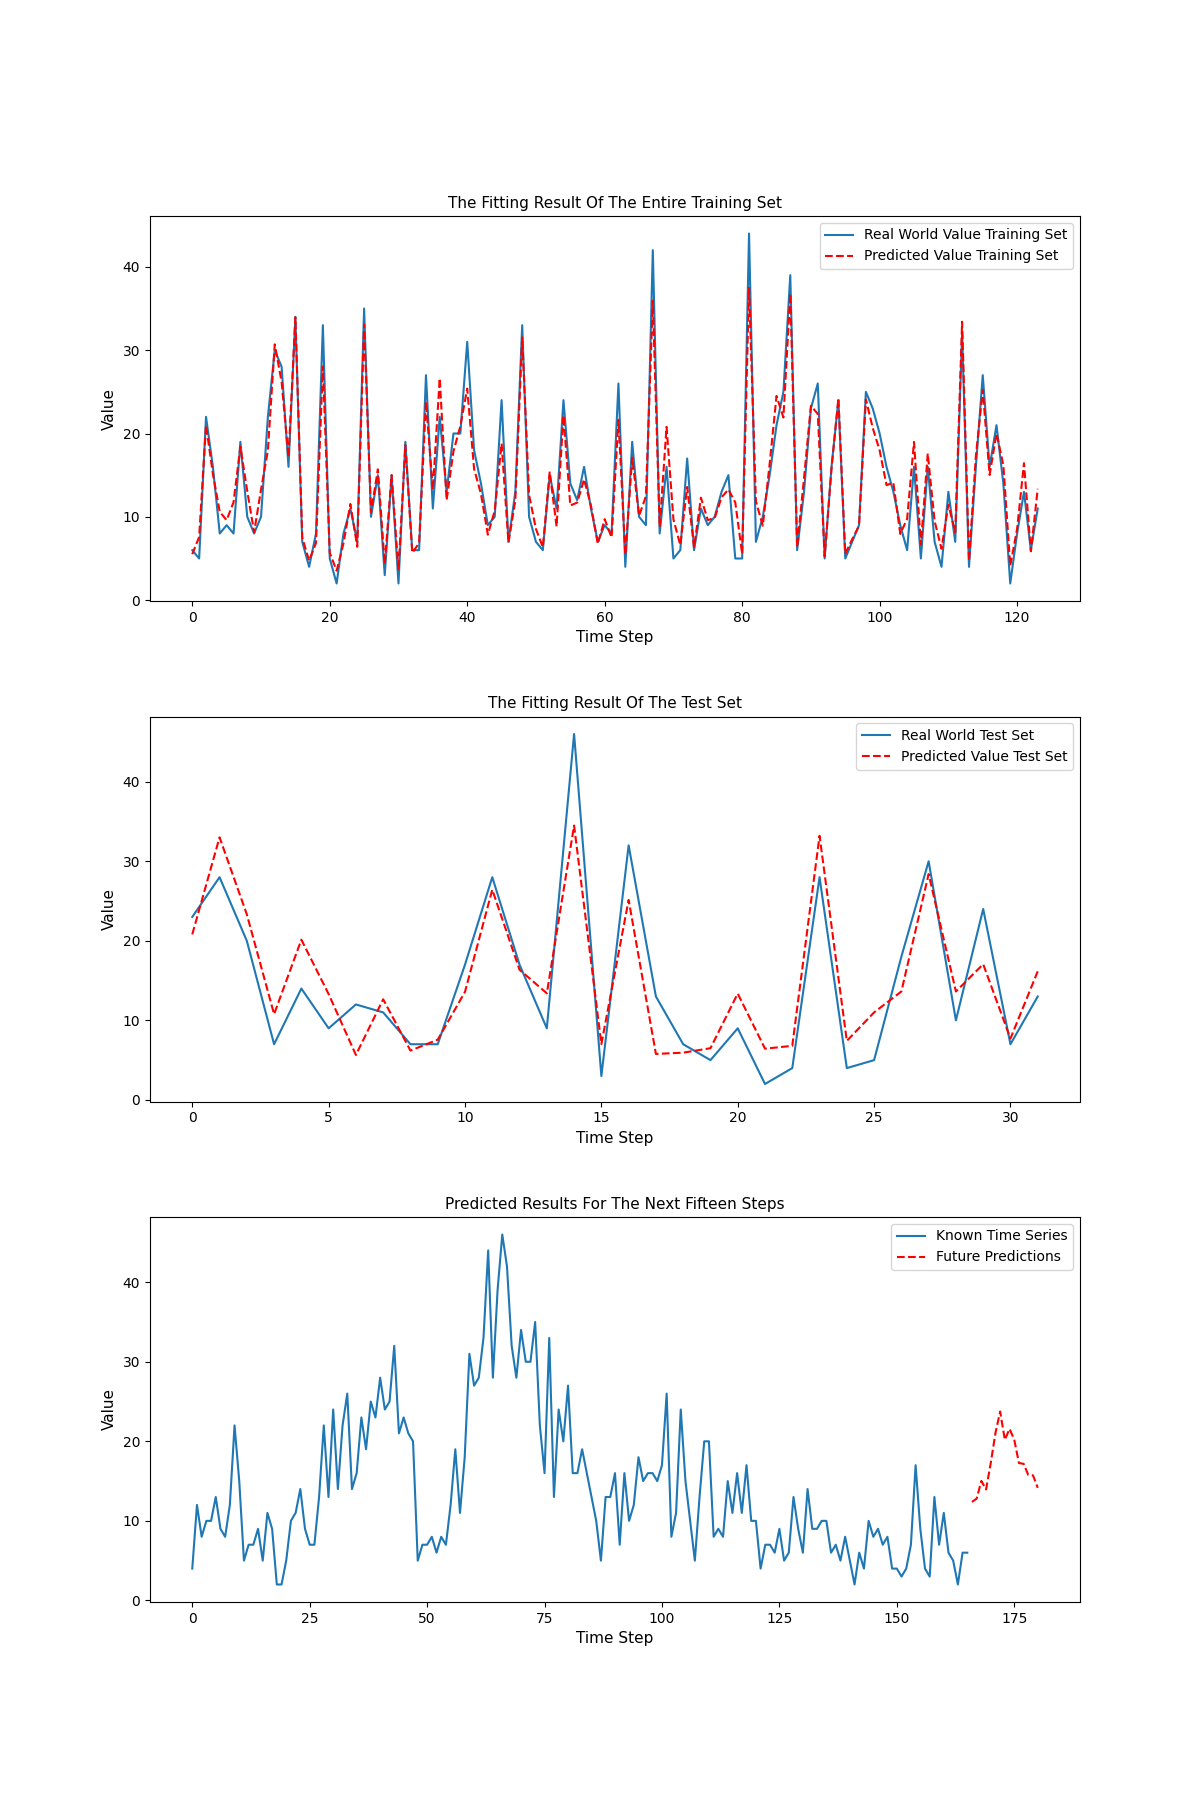 The Fitting Result Of The Entire Training Set
Real World Value Training Set
Predicted Value Training Set
Value
40
30
20
10
0
0 20 40 60 80 100 120
Time Step
The Fitting Result Of The Test Set
Real World Test Set
Predicted Value Test Set
Value
40
30
20
10
0
0 5 10 15 20 25 30
Time Step
Predicted Results For The Next Fifteen Steps
Known Time Series
Future Predictions
Value
40
30
20
10
0
0 25 50 75 100 125 150 175
Time Step